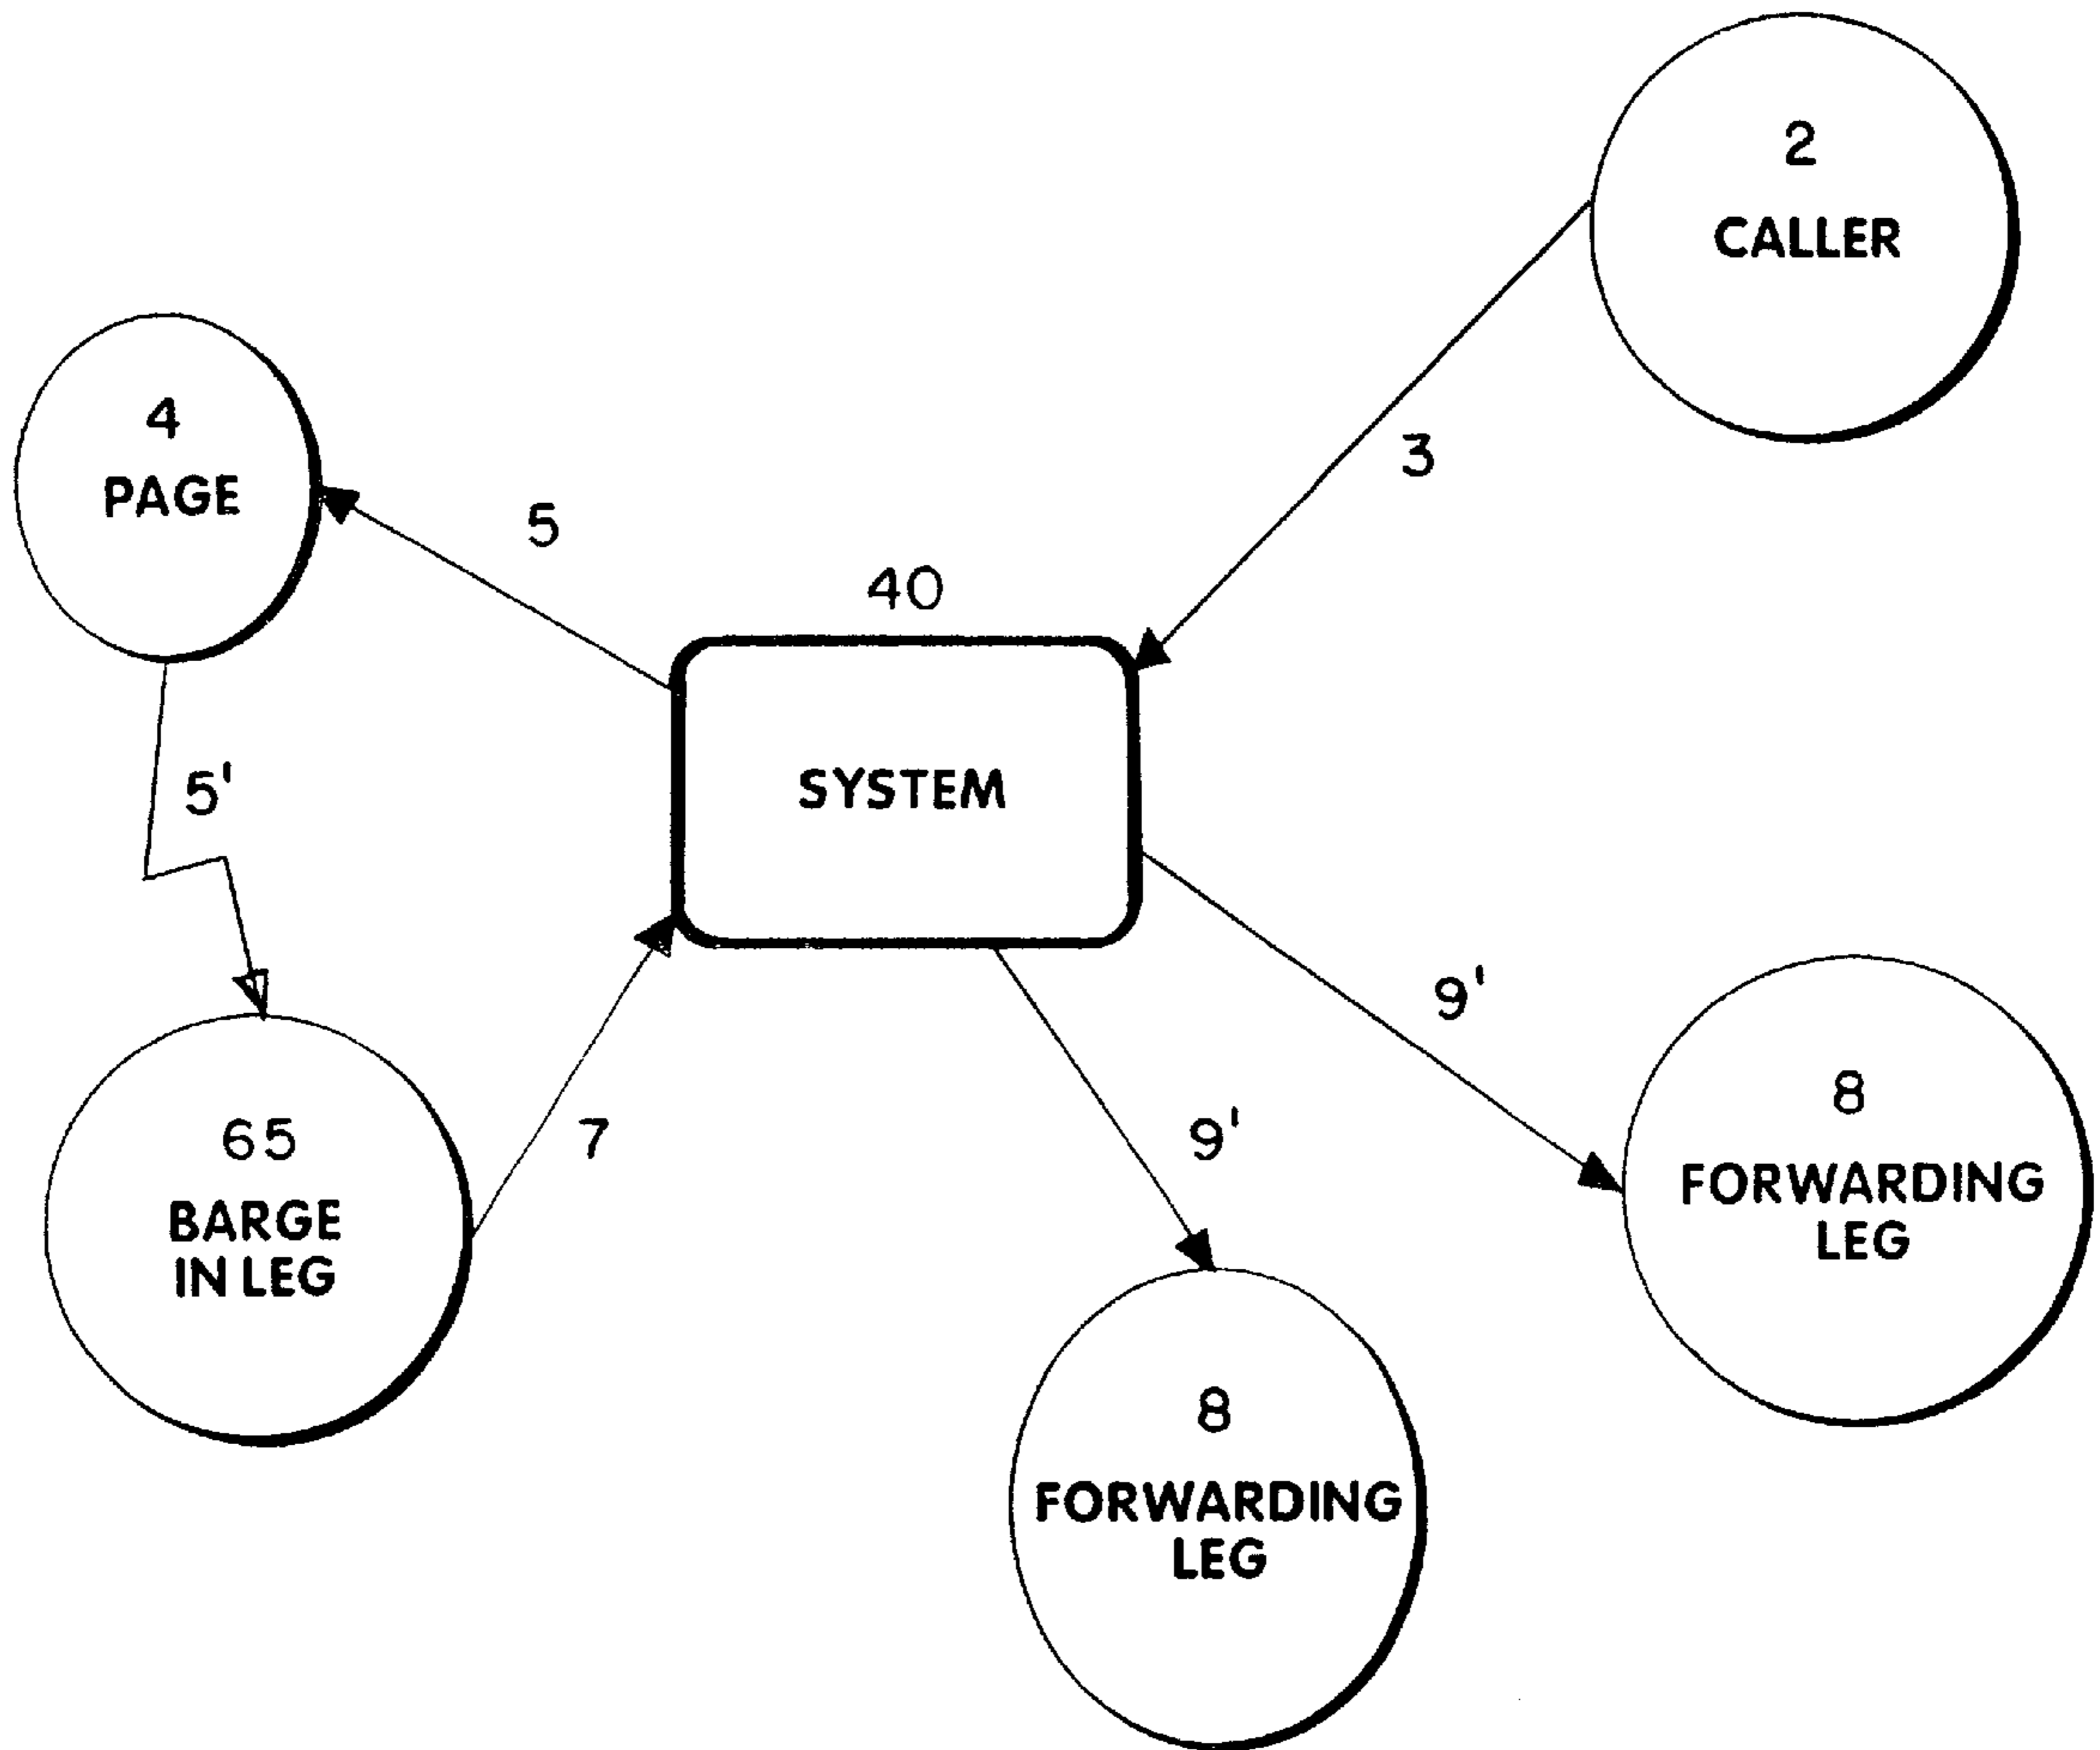 2
CALLER
3
4
PAGE
5
40
SYSTEM
5'
9'
9'
7
65
BARGE
IN LEG
8
FORWARDING
LEG
8
FORWARDING
LEG